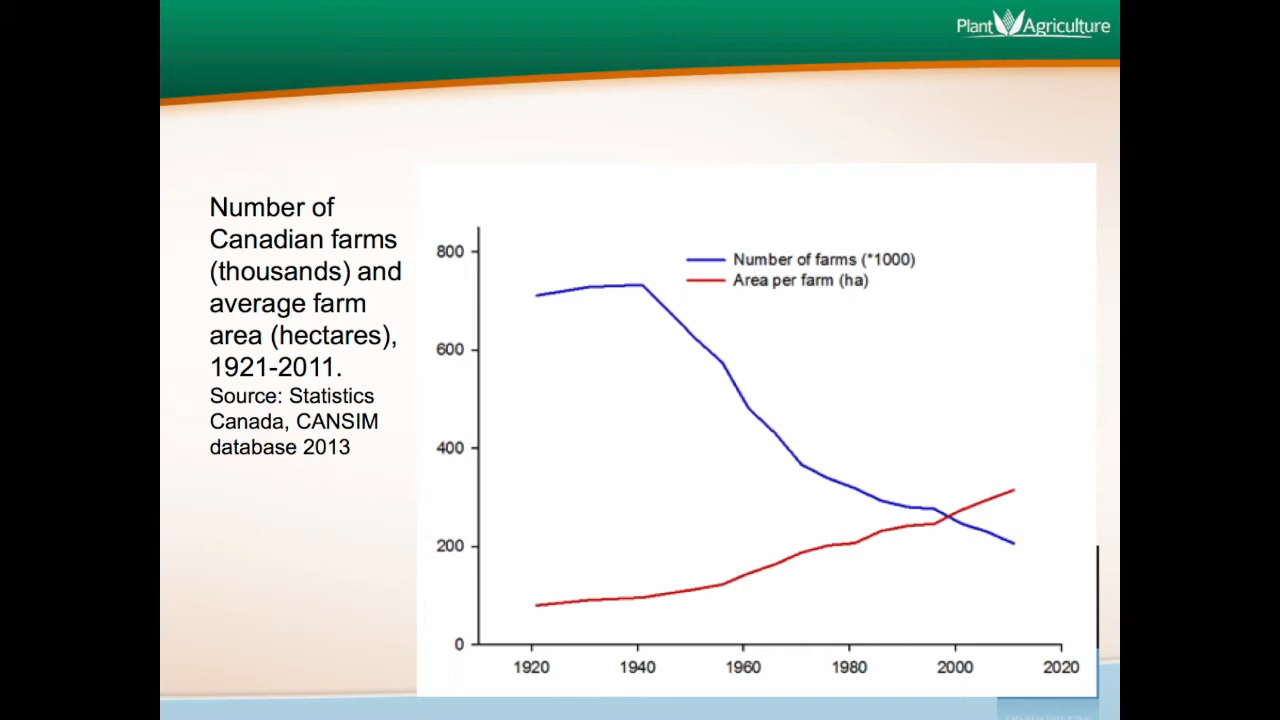 Plant Agriculture
Number of
Canadian farms
(thousands) and
average farm
area (hectares),
1921-2011.
Source: Statistics
Canada, CANSIM
database 2013
Number of farms (*1000)
Area per farm (ha)
800
600
400
200
0
1920 1940 1960 1980 2000 2020